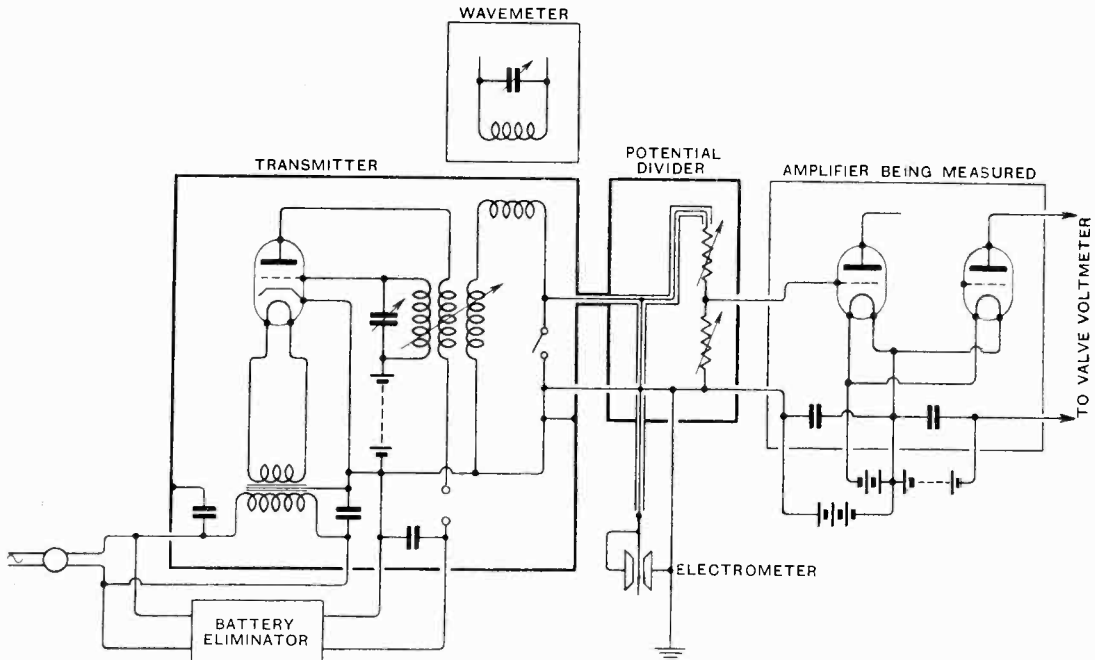 WAVEMETER
TRANSMITTER
POTENTIAL
DIVIDER
AMPLIFIER BEING MEASURED
TO VALVE VOLTMETER
ELECTROMETER
BATTERY
ELIMINATOR